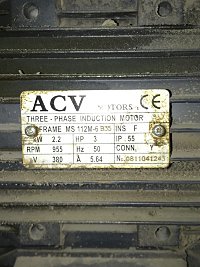 ACV MOTORS CE
THREE - PHASE INDUCTION MOTOR
FRAME MS 112M-6 B35 INS F
KW 2.2 HP 3 IP 55
RPM 955 Hz 50 CONN. Y
V 380 A 5.64 No. 0811041243